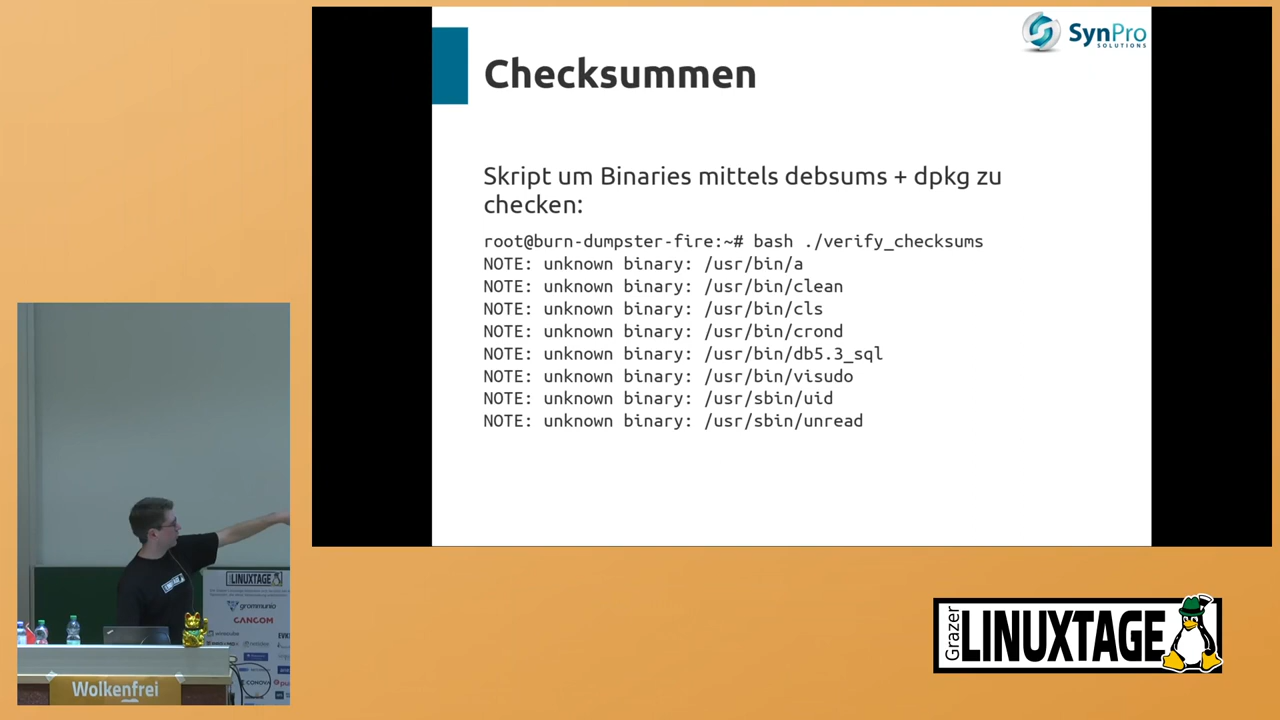 SynPro
SOLUTIONS
Checksummen
Skript um Binaries mittels debsums + dpkg zu
checken:
root@burn-dumpster-fire:~# bash ./verify_checksums
NOTE: unknown binary: /usr/bin/a
NOTE: unknown binary: /usr/bin/clean
NOTE: unknown binary: /usr/bin/cls
NOTE: unknown binary: /usr/bin/crond
NOTE: unknown binary: /usr/bin/db5.3_sql
NOTE: unknown binary: /usr/bin/visudo
NOTE: unknown binary: /usr/sbin/uid
NOTE: unknown binary: /usr/sbin/unread
LINUXTAGE
grommunio
CANCOM
Wolkenfrei
Grazer
LINUXTAGE